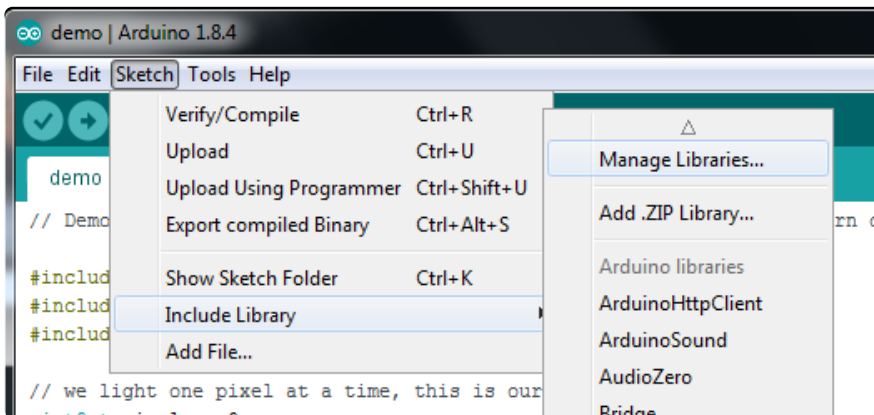 demo | Arduino 1.8.4
File Edit Sketch Tools Help
Verify/Compile Ctrl+R
Upload Ctrl+U
Upload Using Programmer Ctrl+Shift+U
Export compiled Binary Ctrl+Alt+S
Show Sketch Folder Ctrl+K
Include Library
Add File...
Manage Libraries...
Add .ZIP Library...
Arduino libraries
ArduinoHttpClient
ArduinoSound
AudioZero
Bridge
demo
// Demo
#includ
#includ
#includ
// we light one pixel at a time, this is our